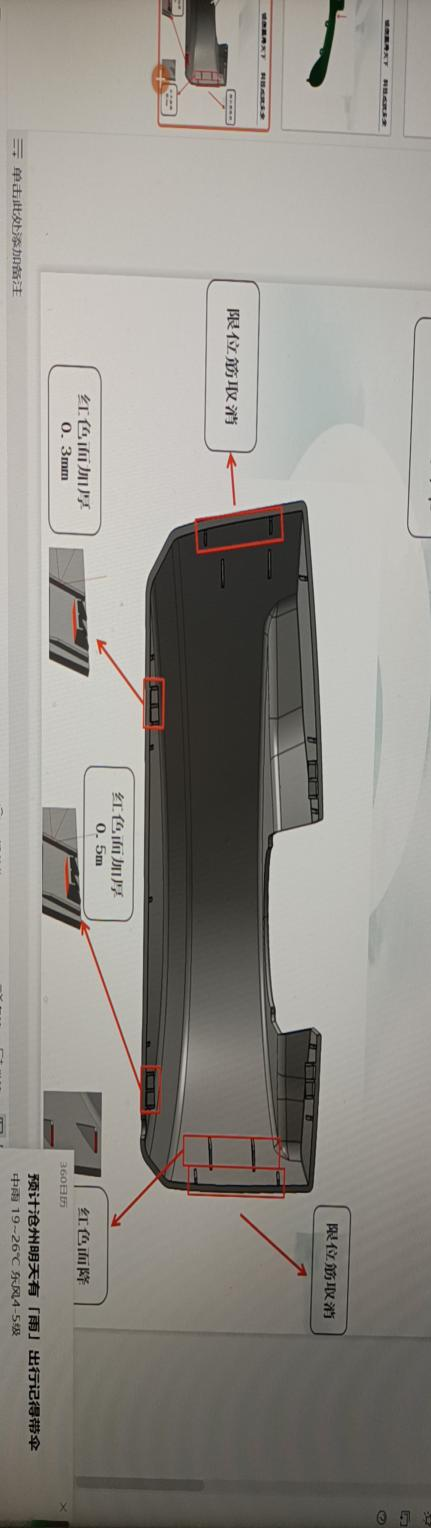 限位筋取消
红色面加厚
0.3mm
红色面加厚
0.5m
红色面降
限位筋取消
单击此处添加备注
360日历
预计沧州明天有「雨」出行记得带伞
中雨 19~26℃ 东风4-5级